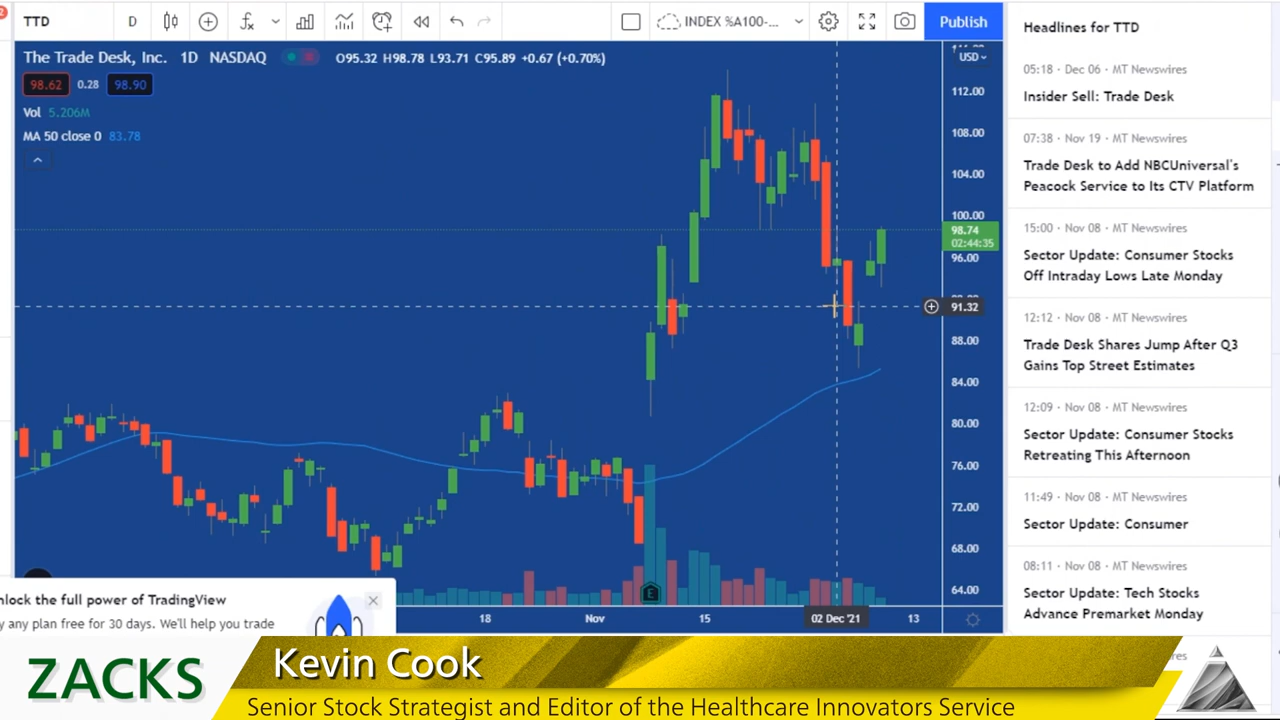 TTD
D
INDEX %A100-...
Publish
The Trade Desk, Inc. 1D NASDAQ
O95.32 H98.78 L93.71 C95.89 +0.67 (+0.70%)
98.62 0.28 98.90
Vol 5.206M
MA 50 close 0 83.78
USD
112.00
108.00
104.00
100.00
98.74
02:44:35
96.00
91.32
88.00
84.00
80.00
76.00
72.00
68.00
64.00
E
18
Nov
15
02 Dec '21
13
nlock the full power of TradingView
y any plan free for 30 days. We'll help you trade
Headlines for TTD
05:18 · Dec 06 · MT Newswires
Insider Sell: Trade Desk
07:38 · Nov 19 · MT Newswires
Trade Desk to Add NBCUniversal's
Peacock Service to Its CTV Platform
15:00 · Nov 08 · MT Newswires
Sector Update: Consumer Stocks
Off Intraday Lows Late Monday
12:12 · Nov 08 · MT Newswires
Trade Desk Shares Jump After Q3
Gains Top Street Estimates
12:09 · Nov 08 · MT Newswires
Sector Update: Consumer Stocks
Retreating This Afternoon
11:49 · Nov 08 · MT Newswires
Sector Update: Consumer
08:11 · Nov 08 · MT Newswires
Sector Update: Tech Stocks
Advance Premarket Monday
ZACKS
Kevin Cook
Senior Stock Strategist and Editor of the Healthcare Innovators Service